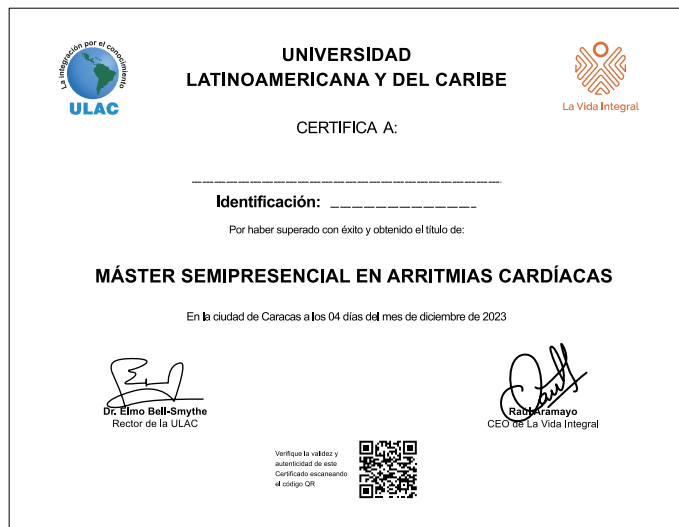 La integración por el conocimiento
ULAC
UNIVERSIDAD
LATINOAMERICANA Y DEL CARIBE
La Vida Integral
CERTIFICA A:
Identificación:
Por haber superado con éxito y obtenido el título de:
MÁSTER SEMIPRESENCIAL EN ARRITMIAS CARDÍACAS
En la ciudad de Caracas a los 04 días del mes de diciembre de 2023
Dr. Elmo Bell-Smythe
Rector de la ULAC
Raúl Aramayo
CEO de La Vida Integral
Verifique la validez y
autenticidad de este
Certificado escaneando
el código QR